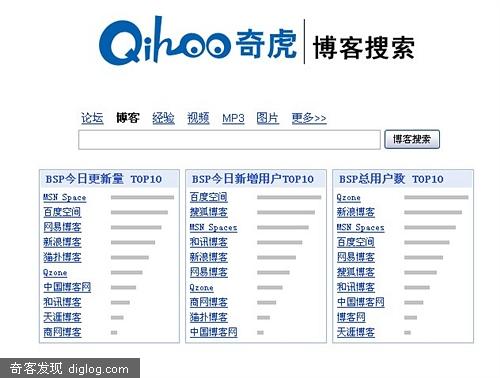 Qihoo奇虎 博客搜索
论坛 博客 经验 视频 MP3 图片 更多>>
博客搜索
BSP今日更新量 TOP10
MSN Space
百度空间
网易博客
新浪博客
猫扑博客
Qzone
中国博客网
和讯博客
天涯博客
商网博客
BSP今日新增用户TOP10
百度空间
搜狐博客
MSN Spaces
和讯博客
新浪博客
网易博客
Qzone
商网博客
猫扑博客
中国博客网
BSP总用户数 TOP10
Qzone
新浪博客
MSN Spaces
百度空间
网易博客
搜狐博客
和讯博客
中国博客网
博客网
天涯博客
奇客发现 diglog.com